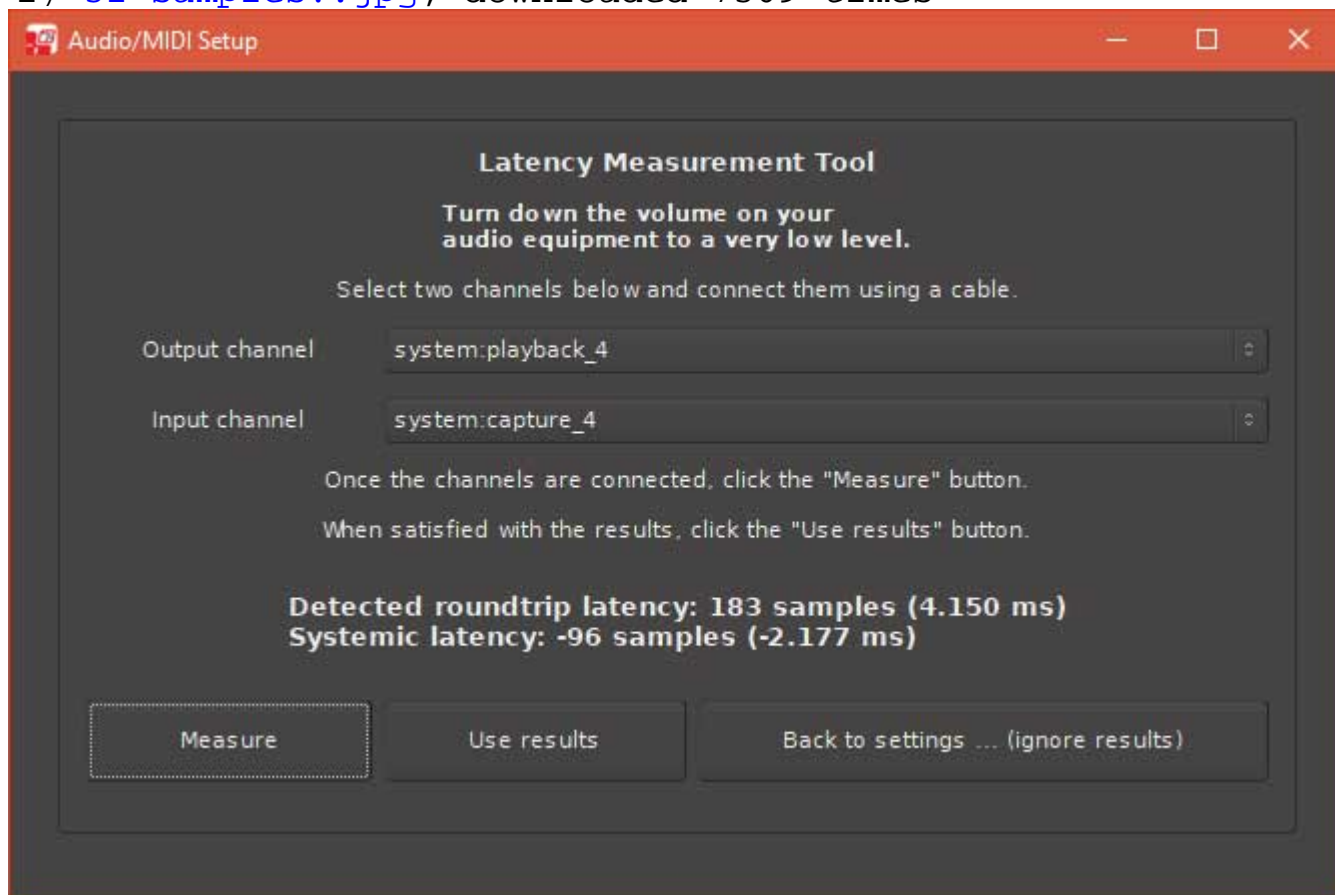 Audio/MIDI Setup
Latency Measurement Tool
Turn down the volume on your
audio equipment to a very low level.
Select two channels below and connect them using a cable.
Output channel system:playback_4
Input channel system:capture_4
Once the channels are connected, click the "Measure" button.
When satisfied with the results, click the "Use results" button.
Detected roundtrip latency: 183 samples (4.150 ms)
Systemic latency: -96 samples (-2.177 ms)
Measure Use results Back to settings ... (ignore results)